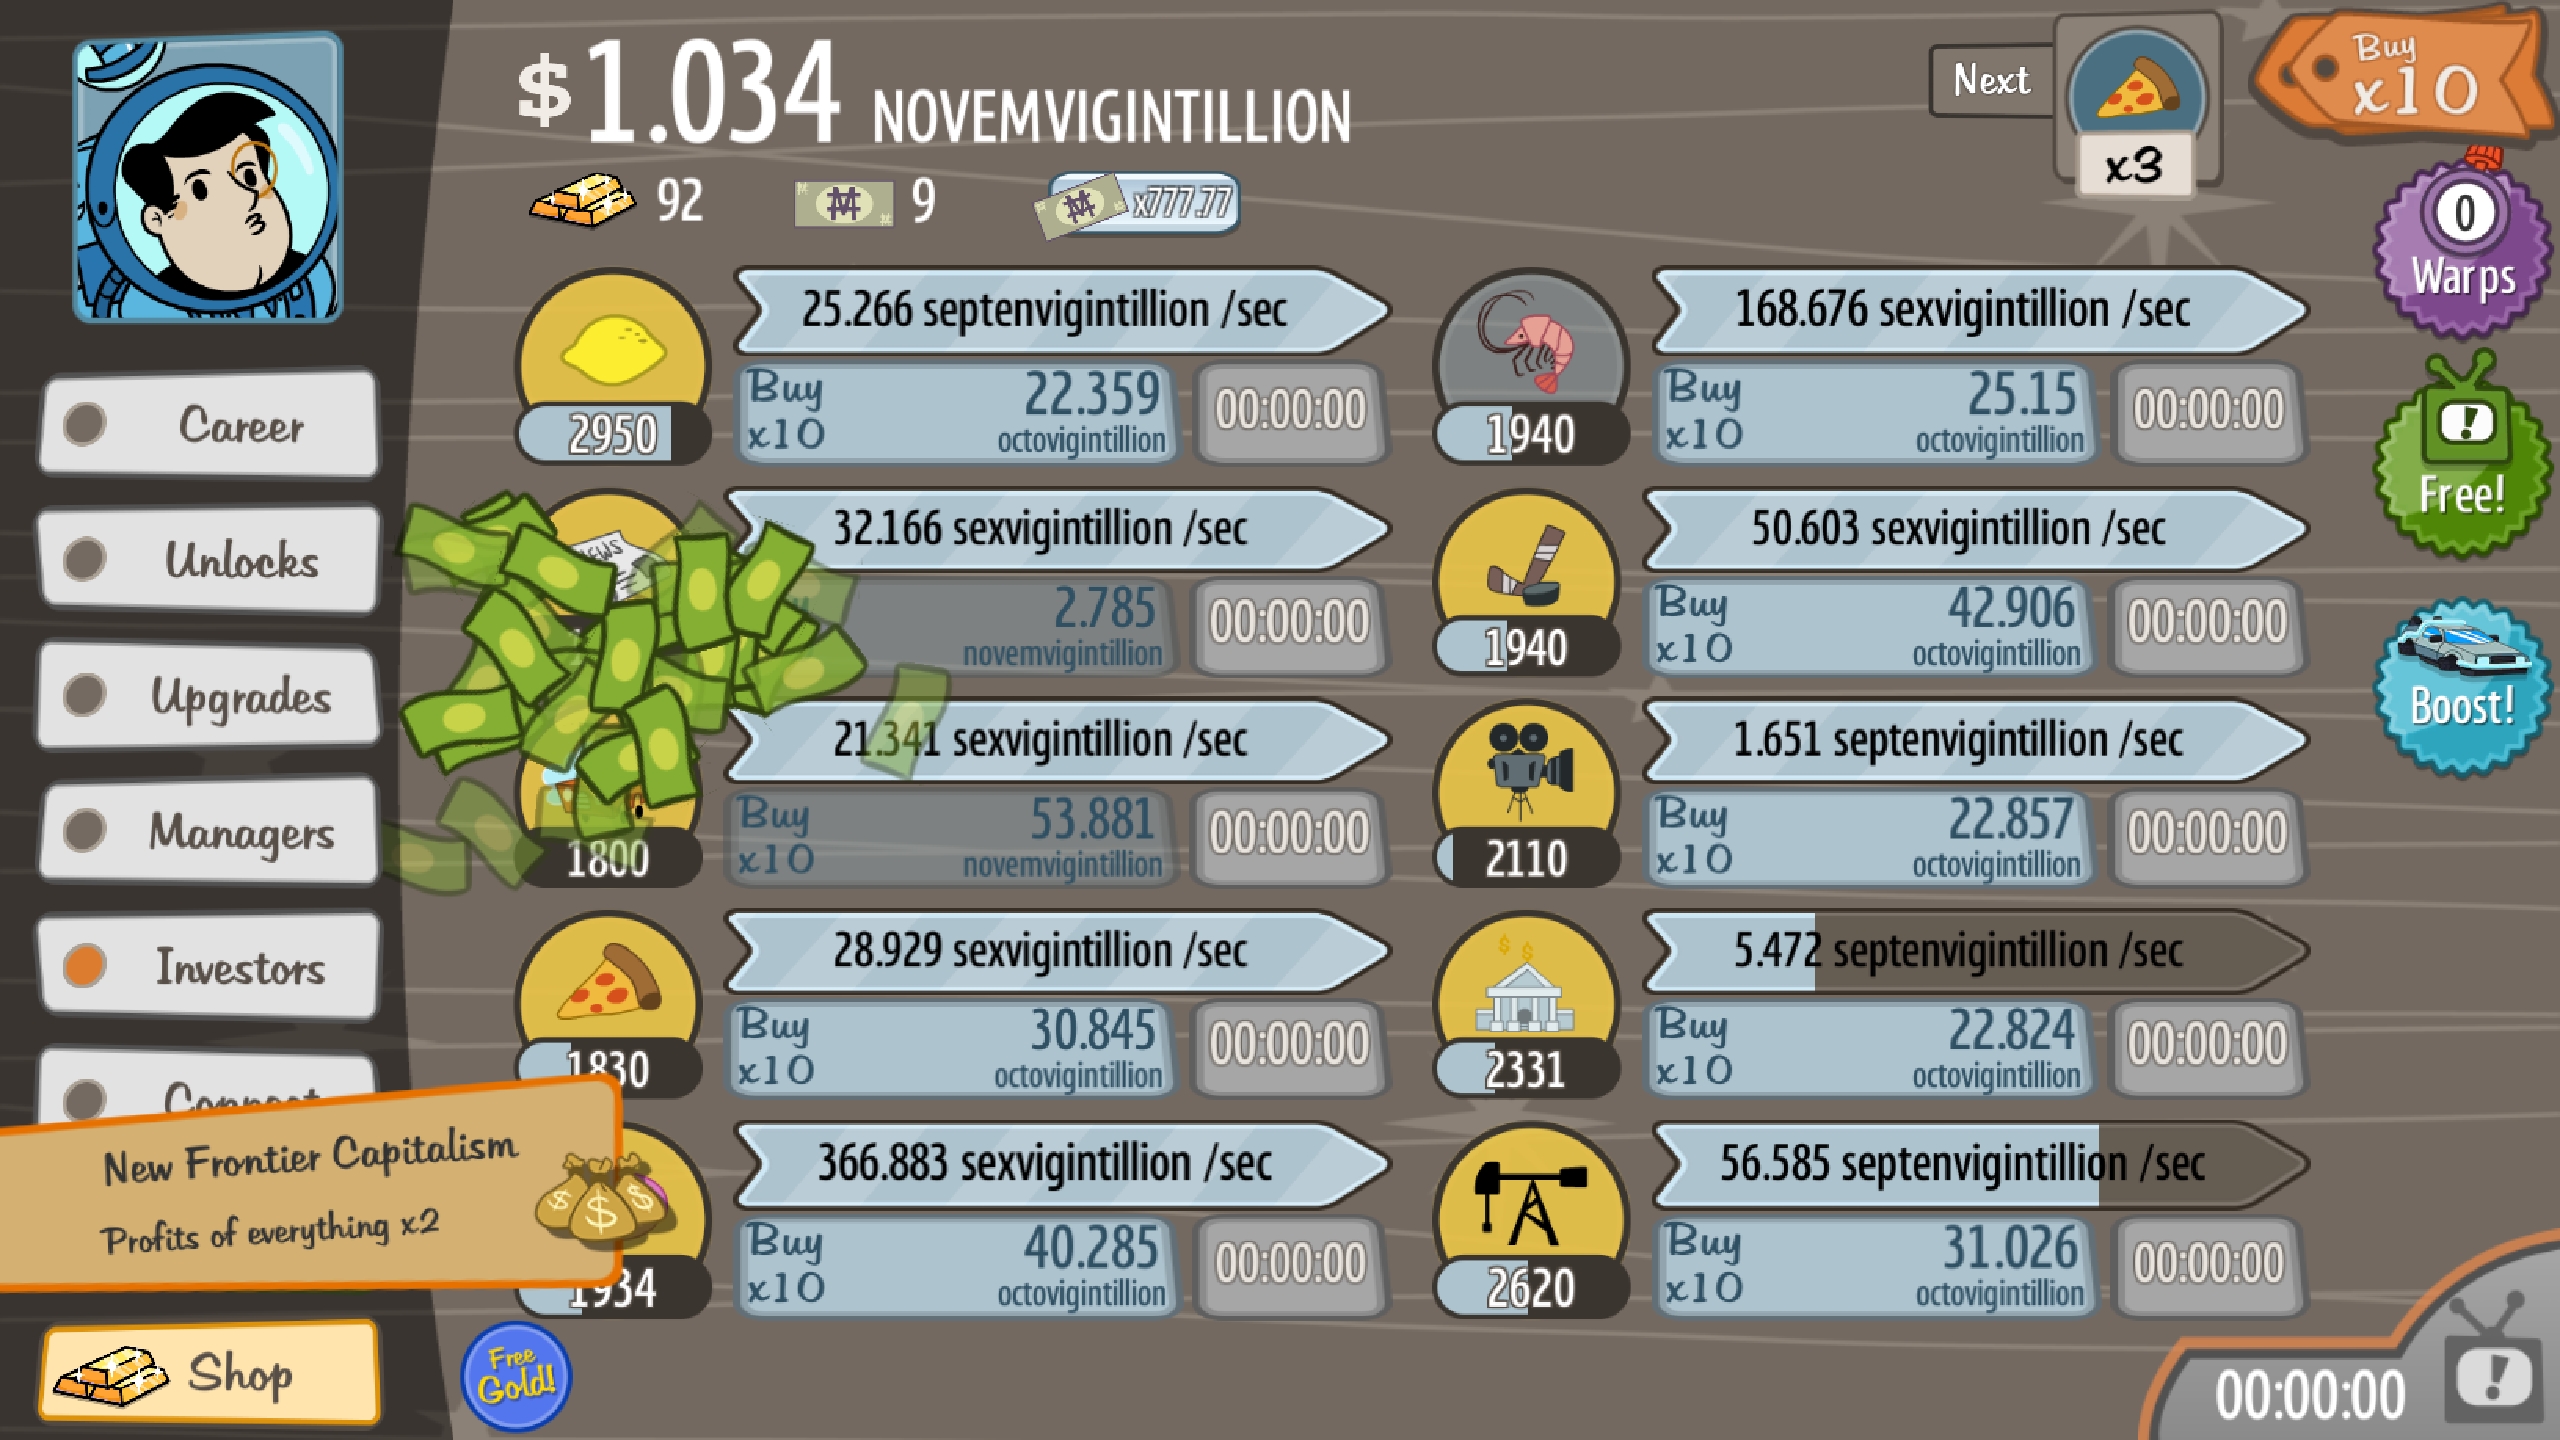 $1.034 NOVEMVIGINTILLION
92
9
x777.77
Next
x3
Buy
x10
0
Warps
Free!
Boost!
Career
Unlocks
Upgrades
Managers
Investors
New Frontier Capitalism
Profits of everything x2
Shop
Free
Gold!
25.266 septenvigintillion /sec
2950
Buy
x10
22.359
octovigintillion
00:00:00
168.676 sexvigintillion /sec
1940
Buy
x10
25.15
octovigintillion
00:00:00
32.166 sexvigintillion /sec
2.785
novemvigintillion
00:00:00
50.603 sexvigintillion /sec
1940
Buy
x10
42.906
octovigintillion
00:00:00
21.341 sexvigintillion /sec
1800
Buy
x10
53.881
novemvigintillion
00:00:00
1.651 septenvigintillion /sec
2110
Buy
x10
22.857
octovigintillion
00:00:00
28.929 sexvigintillion /sec
1830
Buy
x10
30.845
octovigintillion
00:00:00
5.472 septenvigintillion /sec
2331
Buy
x10
22.824
octovigintillion
00:00:00
366.883 sexvigintillion /sec
1934
Buy
x10
40.285
octovigintillion
00:00:00
56.585 septenvigintillion /sec
2620
Buy
x10
31.026
octovigintillion
00:00:00
00:00:00